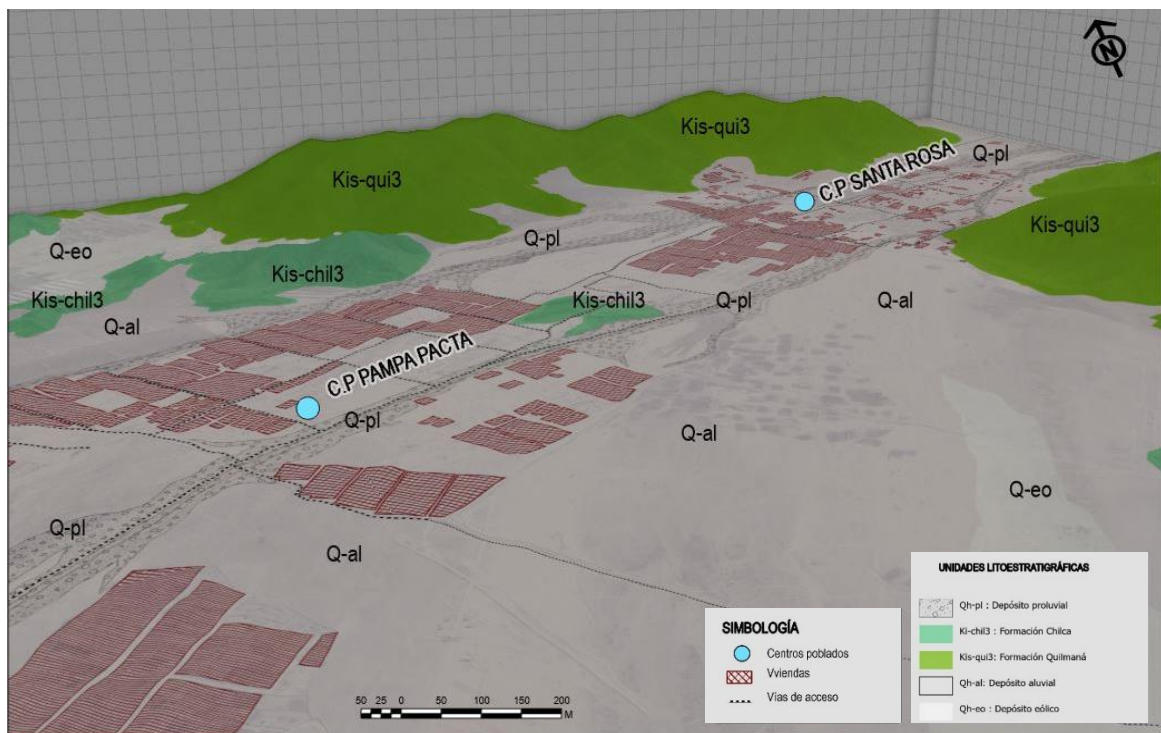 N
Kis-qui3
Q-pl
C.P SANTA ROSA
Kis-qui3
Kis-qui3
Q-eo
Q-pl
Kis-chil3
Kis-chil3
Q-al
Kis-chil3
Q-pl
Q-al
C.P PAMPA PACTA
Q-pl
Q-al
Q-eo
Q-pl
Q-al
UNIDADES LITOESTRATIGRÁFICAS
Qh-pl : Depósito proluvial
Ki-chil3 : Formación Chilca
Kis-qui3: Formación Quilmaná
Qh-al: Depósito aluvial
Qh-eo : Depósito eólico
SIMBOLOGÍA
Centros poblados
Vviendas
Vías de acceso
50 25 0 50 100 150 200
M